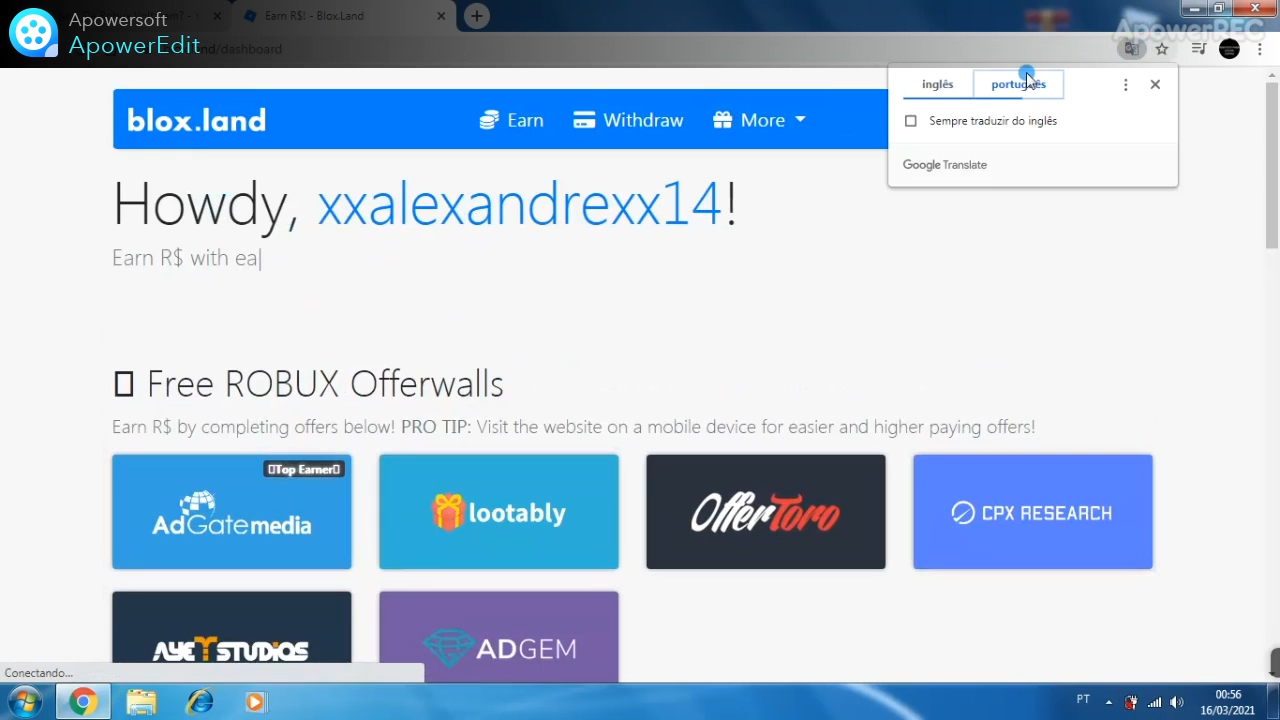 Apowersoft
ApowerEdit
Earn R$! - Blox.Land
ApowerREC
nd/dashboard
inglês
português
Sempre traduzir do inglês
Google Translate
blox.land
Earn
Withdraw
More
Howdy, xxalexandrexx14!
Earn R$ with ea
Free ROBUX Offerwalls
Earn R$ by completing offers below! PRO TIP: Visit the website on a mobile device for easier and higher paying offers!
Top Earner
AdGatemedia
lootably
OfferToro
CPX RESEARCH
AYET STUDIOS
ADGEM
Conectando...
PT
00:56
16/03/2021